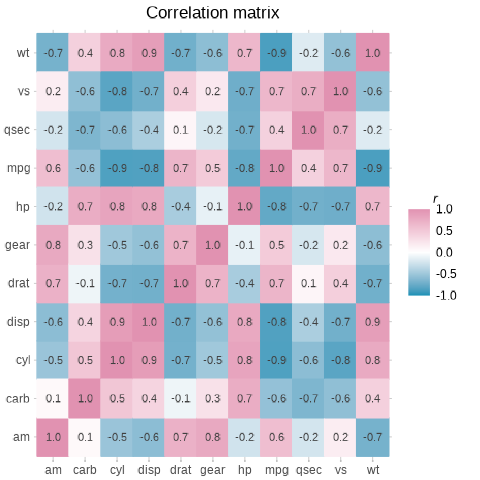 Correlation matrix
wt -0.7 0.4 0.8 0.9 -0.7 -0.6 0.7 -0.9 -0.2 -0.6 1.0
vs 0.2 -0.6 -0.8 -0.7 0.4 0.2 -0.7 0.7 0.7 1.0 -0.6
qsec -0.2 -0.7 -0.6 -0.4 0.1 -0.2 -0.7 0.4 1.0 0.7 -0.2
mpg 0.6 -0.6 -0.9 -0.8 0.7 0.5 -0.8 1.0 0.4 0.7 -0.9
hp -0.2 0.7 0.8 0.8 -0.4 -0.1 1.0 -0.8 -0.7 -0.7 0.7
gear 0.8 0.3 -0.5 -0.6 0.7 1.0 -0.1 0.5 -0.2 0.2 -0.6
drat 0.7 -0.1 -0.7 -0.7 1.0 0.7 -0.4 0.7 0.1 0.4 -0.7
disp -0.6 0.4 0.9 1.0 -0.7 -0.6 0.8 -0.8 -0.4 -0.7 0.9
cyl -0.5 0.5 1.0 0.9 -0.7 -0.5 0.8 -0.9 -0.6 -0.8 0.8
carb 0.1 1.0 0.5 0.4 -0.1 0.3 0.7 -0.6 -0.7 -0.6 0.4
am 1.0 0.1 -0.5 -0.6 0.7 0.8 -0.2 0.6 -0.2 0.2 -0.7
am carb cyl disp drat gear hp mpg qsec vs wt
r
1.0
0.5
0.0
-0.5
-1.0